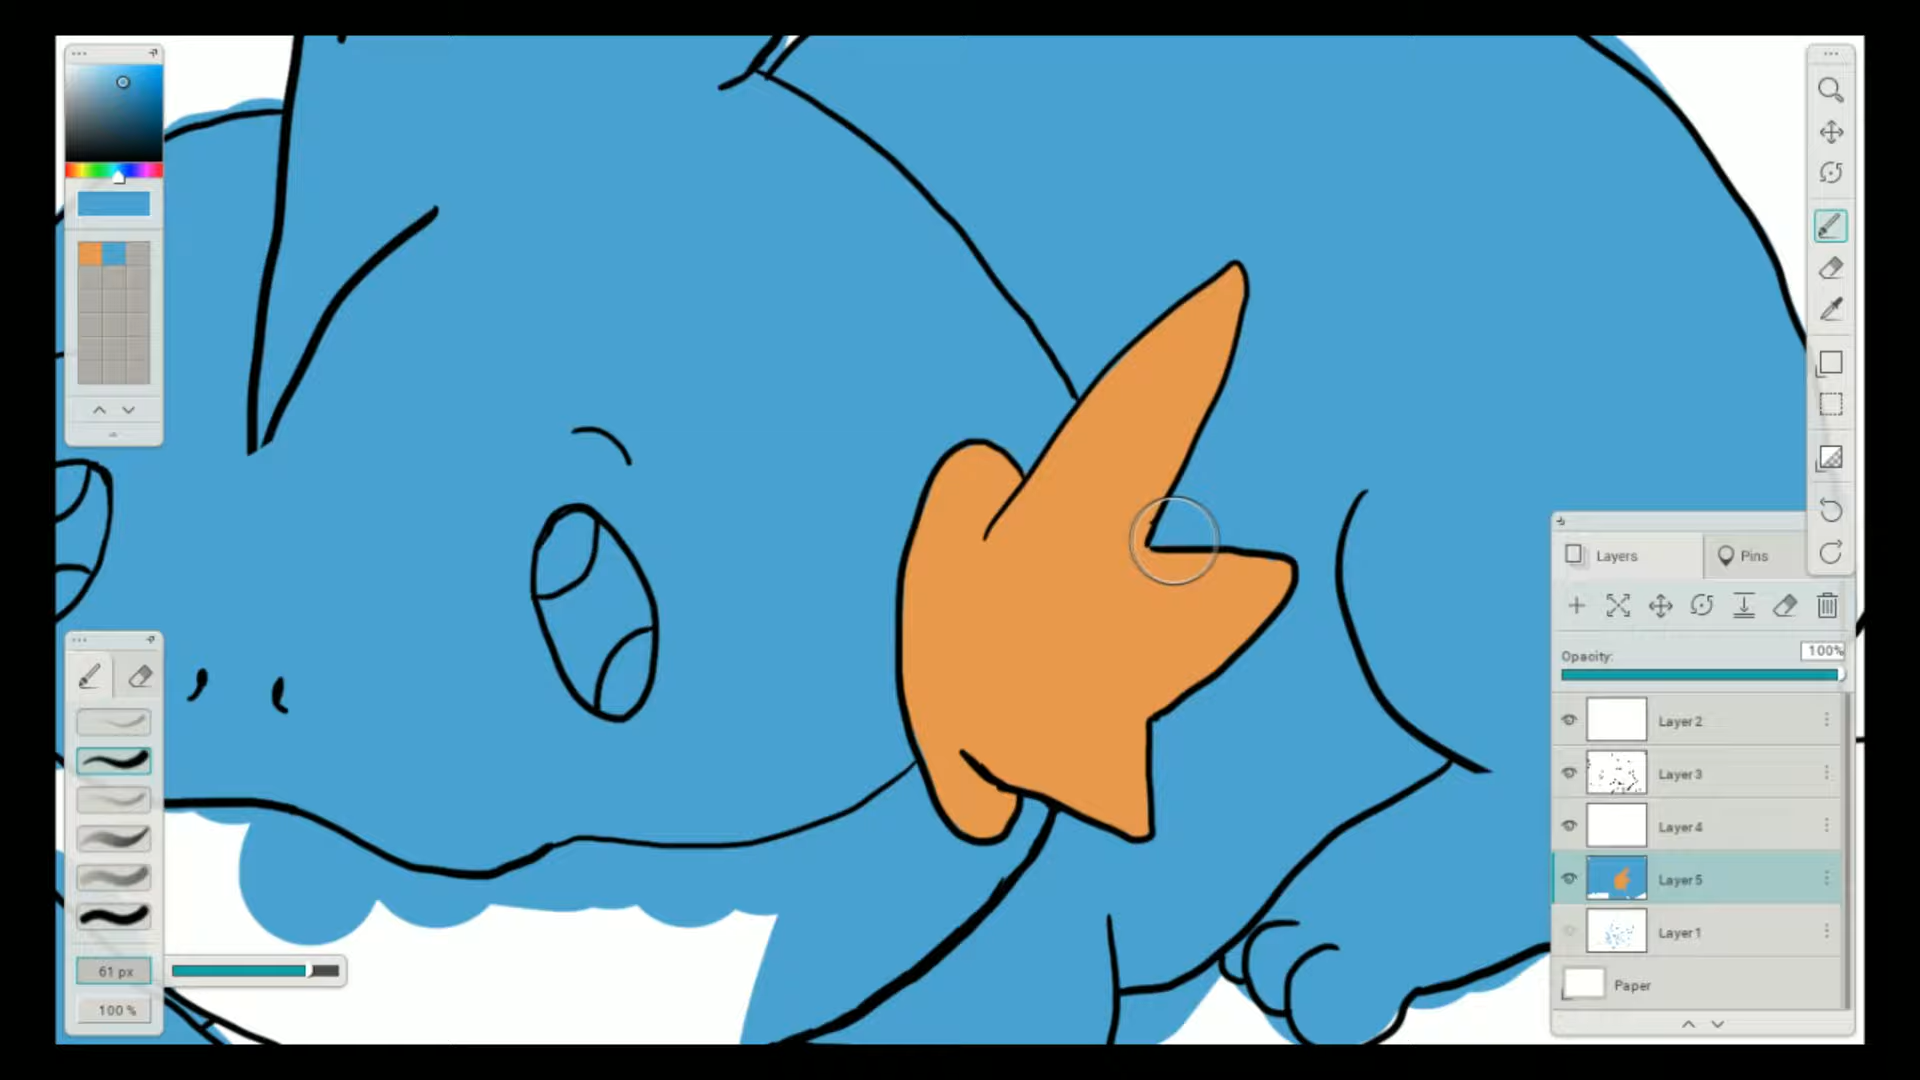 Layers
Pins
Opacity:
100%
Layer 2
Layer 3
Layer 4
Layer 5
Layer 1
Paper
61 px
100 %